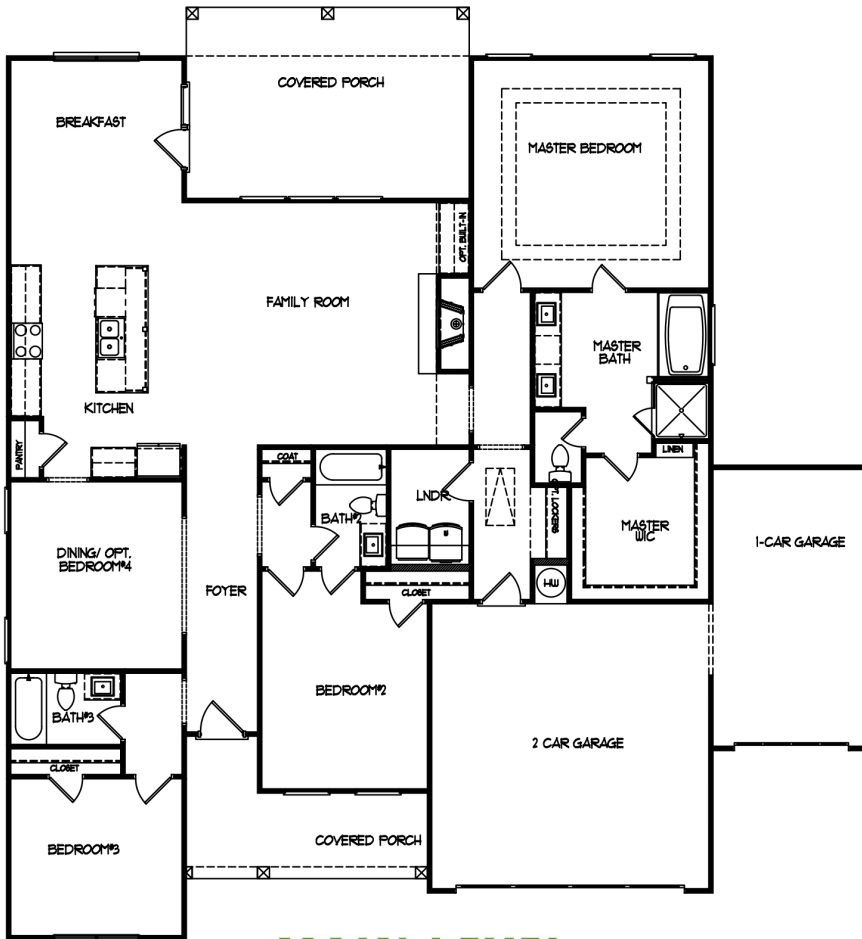 COVERED PORCH
BREAKFAST
MASTER BEDROOM
OPT. BUILT-IN
FAMILY ROOM
MASTER
BATH
KITCHEN
PANTRY
COAT
LINEN
LNDR.
BATH#2
LOCKERS
MASTER
WIC
1-CAR GARAGE
DINING/ OPT.
BEDROOM#4
FOYER
CLOSET
HW
BEDROOM#2
BATH#3
2 CAR GARAGE
CLOSET
COVERED PORCH
BEDROOM#3